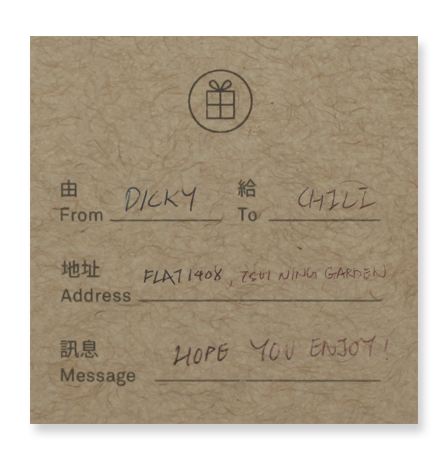 由 DICKY 給 CHILI
From To
地址 FLAT 1408, TSUI NING GARDEN
Address
訊息 HOPE YOU ENJOY!
Message